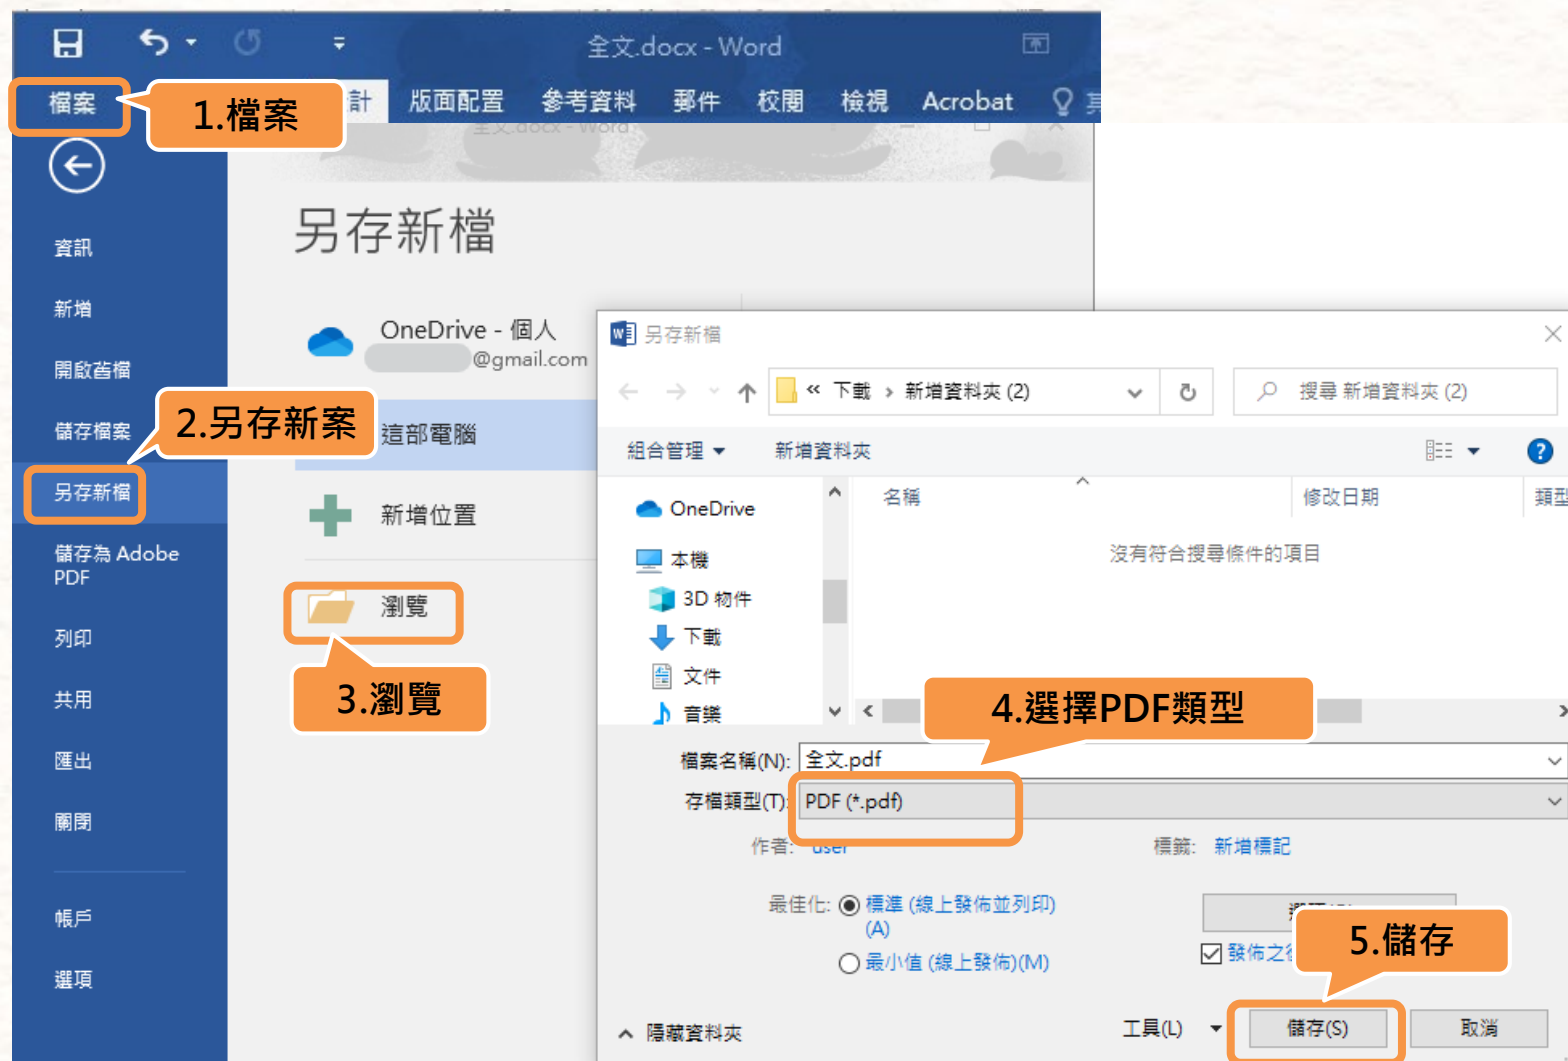 全文.docx - Word
檔案
計
版面配置
參考資料
郵件
校閱
檢視
Acrobat
1.檔案
全文.docx - Word
另存新檔
資訊
新增
開啟舊檔
儲存檔案
另存新檔
儲存為 Adobe
PDF
列印
共用
匯出
關閉
帳戶
選項
2.另存新案
OneDrive - 個人
@gmail.com
這部電腦
新增位置
瀏覽
3.瀏覽
另存新檔
« 下載 › 新增資料夾 (2)
搜尋 新增資料夾 (2)
組合管理
新增資料夾
名稱
修改日期
類型
沒有符合搜尋條件的項目
OneDrive
本機
3D 物件
下載
文件
音樂
4.選擇PDF類型
檔案名稱(N): 全文.pdf
存檔類型(T): PDF (*.pdf)
作者: user
標籤: 新增標記
最佳化: 標準 (線上發佈並列印)
(A)
最小值 (線上發佈)(M)
發佈之
5.儲存
隱藏資料夾
工具(L)
儲存(S)
取消